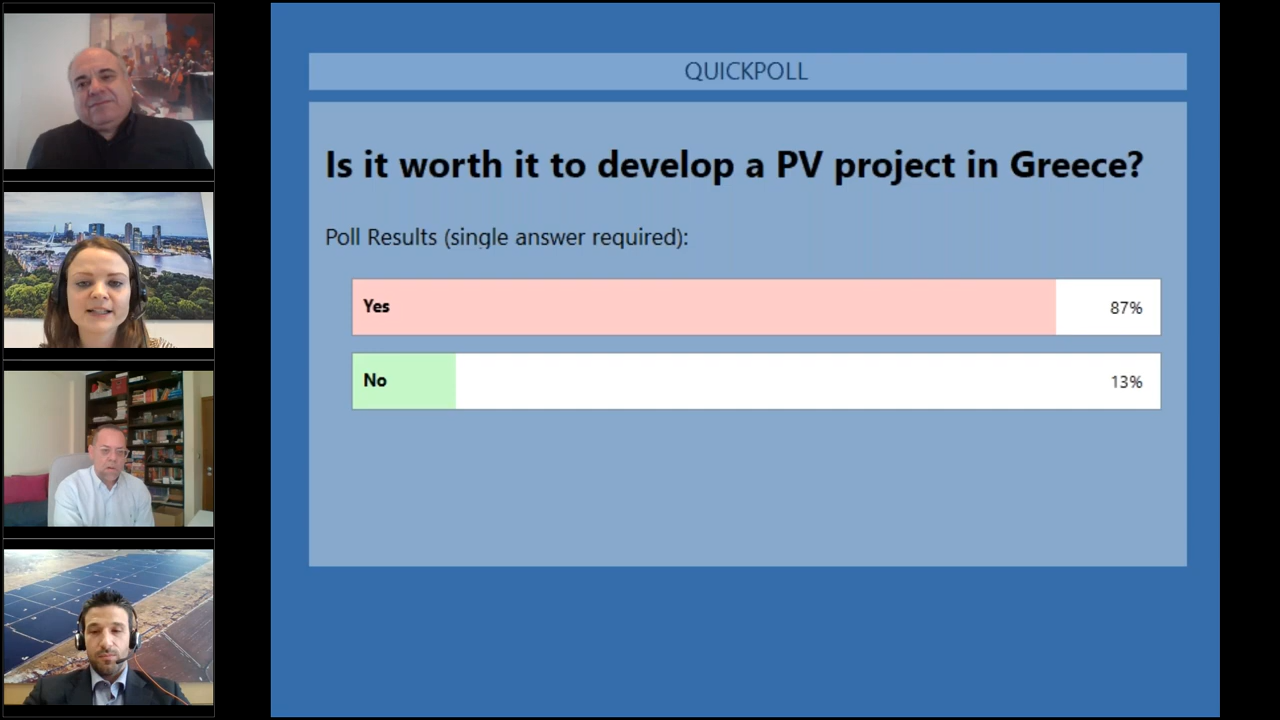 QUICKPOLL
Is it worth it to develop a PV project in Greece?
Poll Results (single answer required):
Yes 87%
No 13%